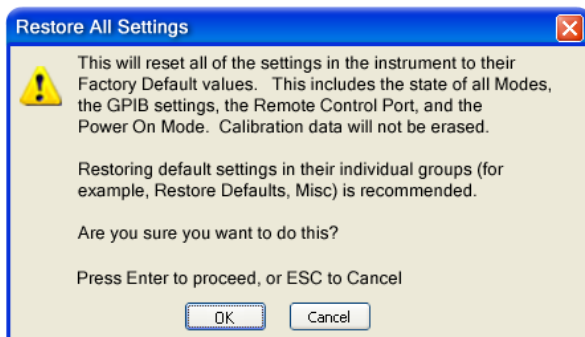 Restore All Settings
This will reset all of the settings in the instrument to their
Factory Default values.   This includes the state of all Modes,
the GPIB settings, the Remote Control Port, and the
Power On Mode.  Calibration data will not be erased.
Restoring default settings in their individual groups (for
example, Restore Defaults, Misc) is recommended.
Are you sure you want to do this?
Press Enter to proceed, or ESC to Cancel
OK
Cancel